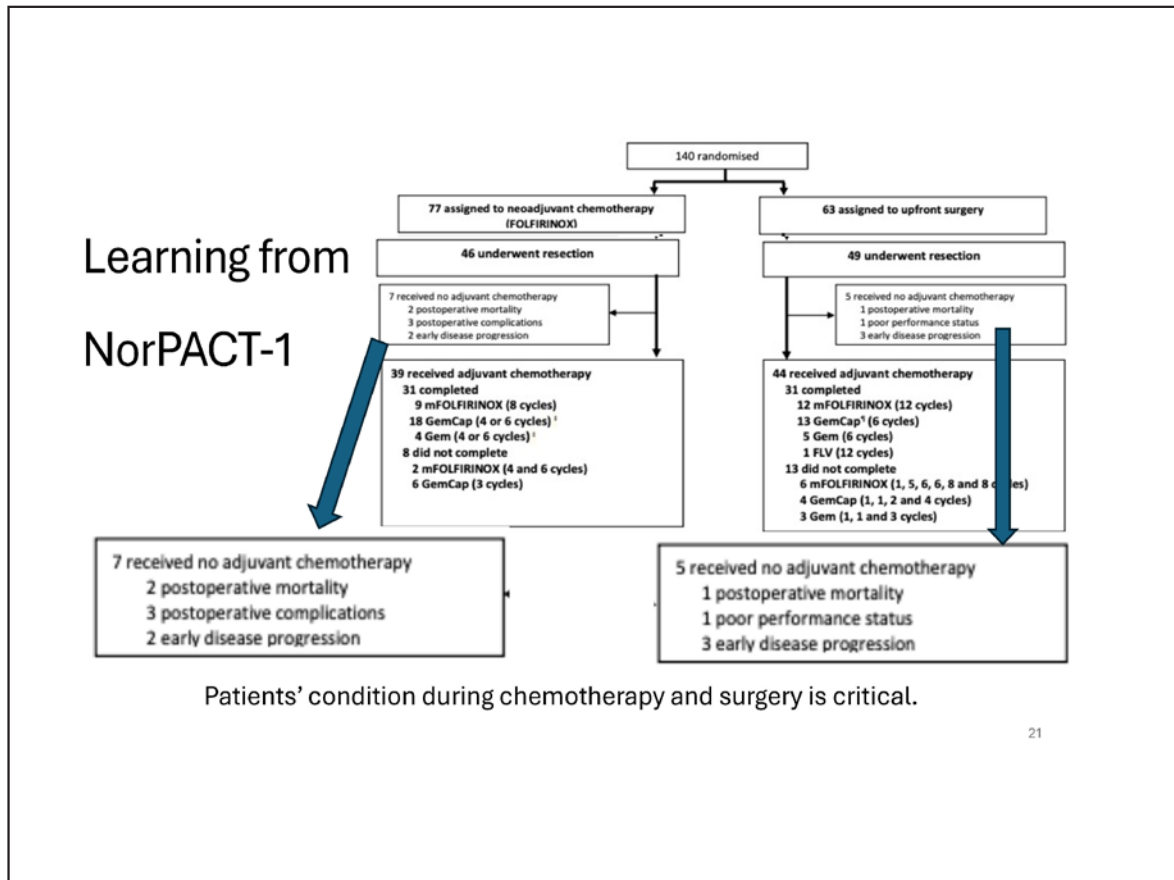 Learning from
NorPACT-1
140 randomised
77 assigned to neoadjuvant chemotherapy
(FOLFIRINOX)
46 underwent resection
7 received no adjuvant chemotherapy
2 postoperative mortality
3 postoperative complications
2 early disease progression
39 received adjuvant chemotherapy
31 completed
9 mFOLFIRINOX (8 cycles)
18 GemCap (4 or 6 cycles)
4 Gem (4 or 6 cycles)
8 did not complete
2 mFOLFIRINOX (4 and 6 cycles)
6 GemCap (3 cycles)
63 assigned to upfront surgery
49 underwent resection
5 received no adjuvant chemotherapy
1 postoperative mortality
1 poor performance status
3 early disease progression
44 received adjuvant chemotherapy
31 completed
12 mFOLFIRINOX (12 cycles)
13 GemCap¶ (6 cycles)
5 Gem (6 cycles)
1 FLV (12 cycles)
13 did not complete
6 mFOLFIRINOX (1, 5, 6, 6, 8 and 8 cycles)
4 GemCap (1, 1, 2 and 4 cycles)
3 Gem (1, 1 and 3 cycles)
7 received no adjuvant chemotherapy
2 postoperative mortality
3 postoperative complications
2 early disease progression
5 received no adjuvant chemotherapy
1 postoperative mortality
1 poor performance status
3 early disease progression
Patients’ condition during chemotherapy and surgery is critical.
21